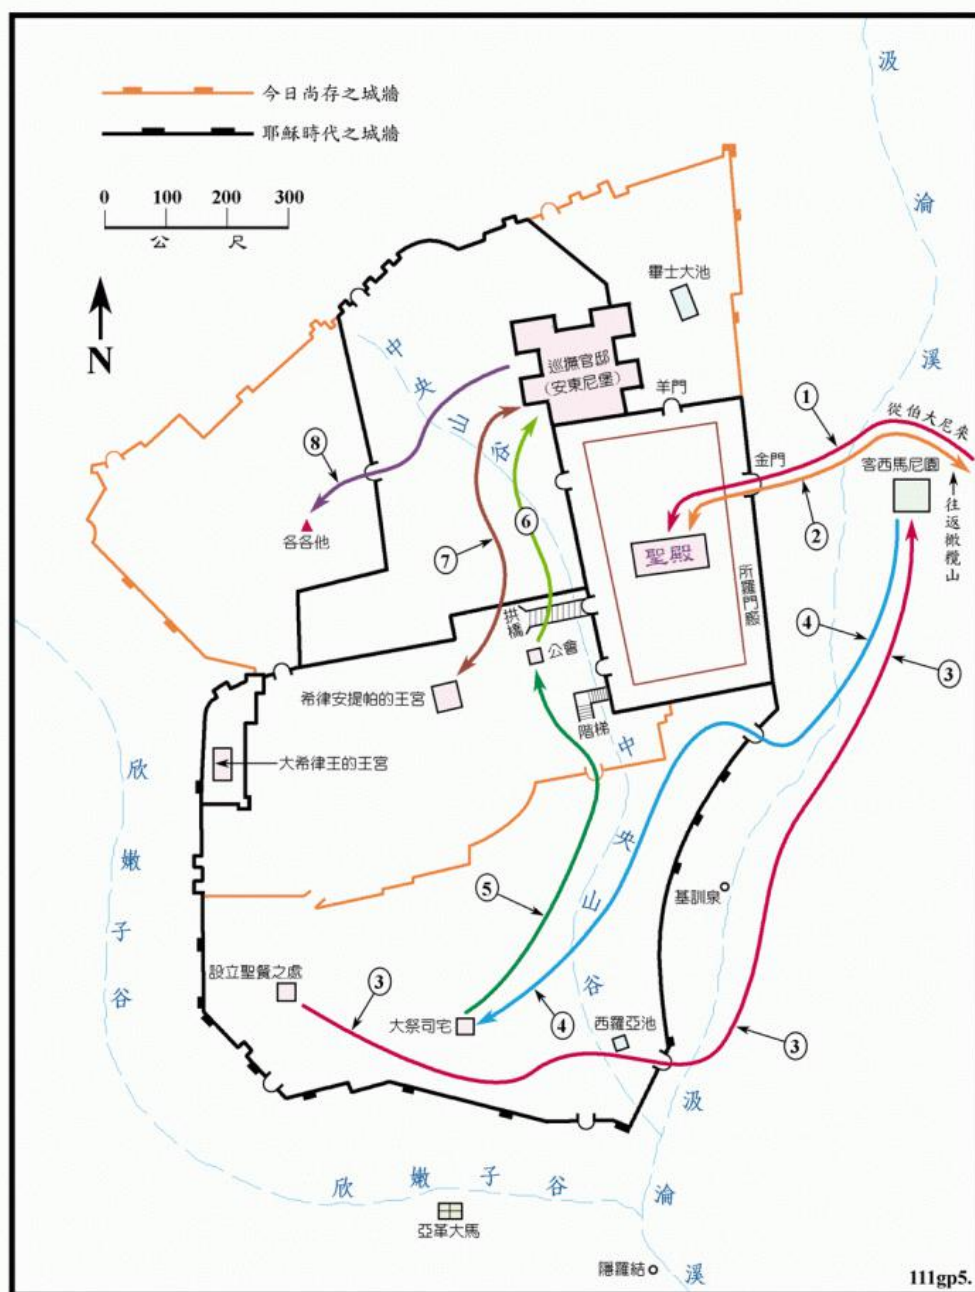 今日尚存之城牆
耶穌時代之城牆
0 100 200 300
公尺
N
汲淪溪
畢士大池
巡撫官邸
(安東尼堡)
羊門
中央山谷
1
從伯大尼來
金門
客西馬尼園
2
往返橄欖山
8
各各他
6
7
聖殿
所羅門廊
4
3
拱橋
公會
希律安提帕的王宮
階梯
大希律王的王宮
中央山谷
欣嫩子谷
5
基訓泉
設立聖餐之處
3
大祭司宅
4
西羅亞池
3
汲淪溪
欣嫩子谷
亞革大馬
隱羅結
111gp5.